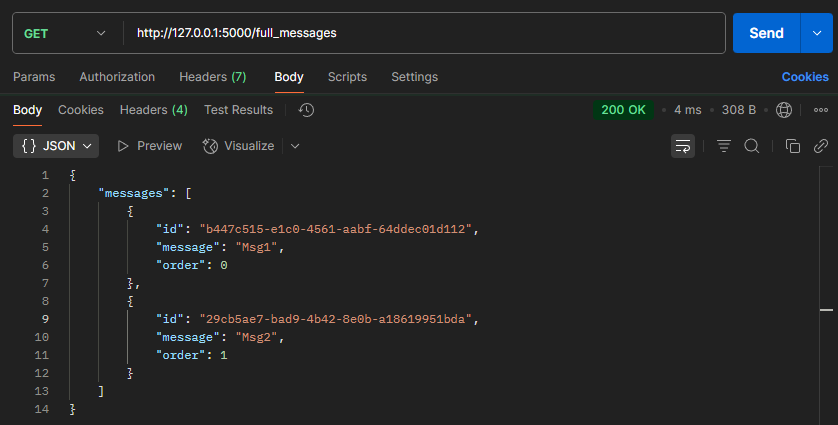 GET http://127.0.0.1:5000/full_messages Send
Params Authorization Headers (7) Body Scripts Settings Cookies
Body Cookies Headers (4) Test Results 200 OK • 4 ms • 308 B
{} JSON Preview Visualize
1 {
2 "messages": [
3 {
4 "id": "b447c515-e1c0-4561-aabf-64ddec01d112",
5 "message": "Msg1",
6 "order": 0
7 },
8 {
9 "id": "29cb5ae7-bad9-4b42-8e0b-a18619951bda",
10 "message": "Msg2",
11 "order": 1
12 }
13 ]
14 }